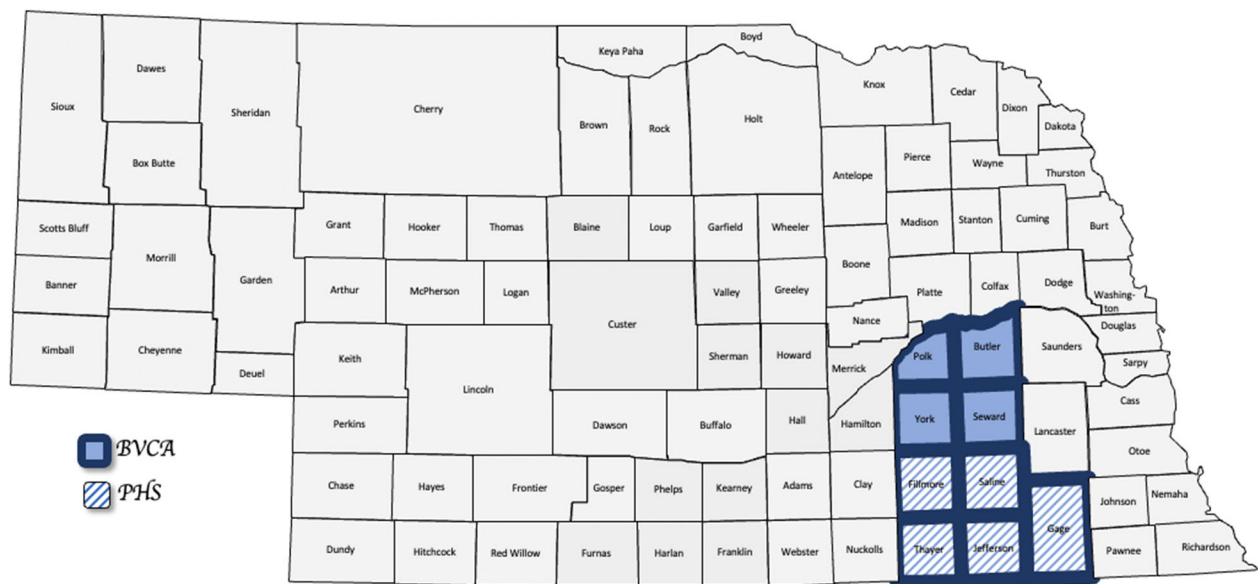 Keya Paha
Boyd
Dawes
Sioux
Sheridan
Cherry
Knox
Cedar
Dixon
Brown
Rock
Holt
Dakota
Box Butte
Antelope
Pierce
Wayne
Thurston
Scotts Bluff
Grant
Hooker
Thomas
Blaine
Loup
Garfield
Wheeler
Madison
Stanton
Cuming
Burt
Morrill
Garden
Boone
Banner
Arthur
McPherson
Logan
Valley
Greeley
Platte
Colfax
Dodge
Washing-
ton
Custer
Nance
Douglas
Kimball
Cheyenne
Keith
Sherman
Howard
Merrick
Polk
Butler
Saunders
Sarpy
Deuel
Lincoln
Perkins
Dawson
Buffalo
Hall
Hamilton
York
Seward
Lancaster
Cass
Otoe
BVCA
PHS
Chase
Hayes
Frontier
Gosper
Phelps
Kearney
Adams
Clay
Fillmore
Saline
Gage
Johnson
Nemaha
Dundy
Hitchcock
Red Willow
Furnas
Harlan
Franklin
Webster
Nuckolls
Thayer
Jefferson
Pawnee
Richardson